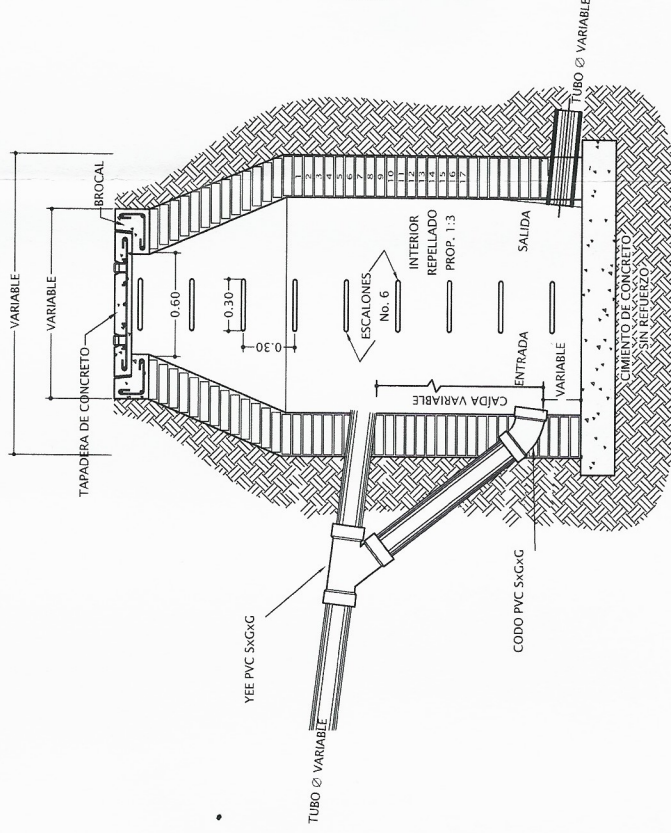 VARIABLE
VARIABLE
TAPADERA DE CONCRETO
BROCAL
0.60
0.30
0.30
ESCALONES
No. 6
1
2
3
4
5
6
7
8
9
10
11
12
13
14
15
16
17
INTERIOR
REPELLADO
PROP. 1:3
CAÍDA VARIABLE
ENTRADA
SALIDA
VARIABLE
YEE PVC SxGxG
TUBO Ø VARIABLE
CODO PVC SxGxG
TUBO Ø VARIABLE
CIMIENTO DE CONCRETO
SIN REFUERZO